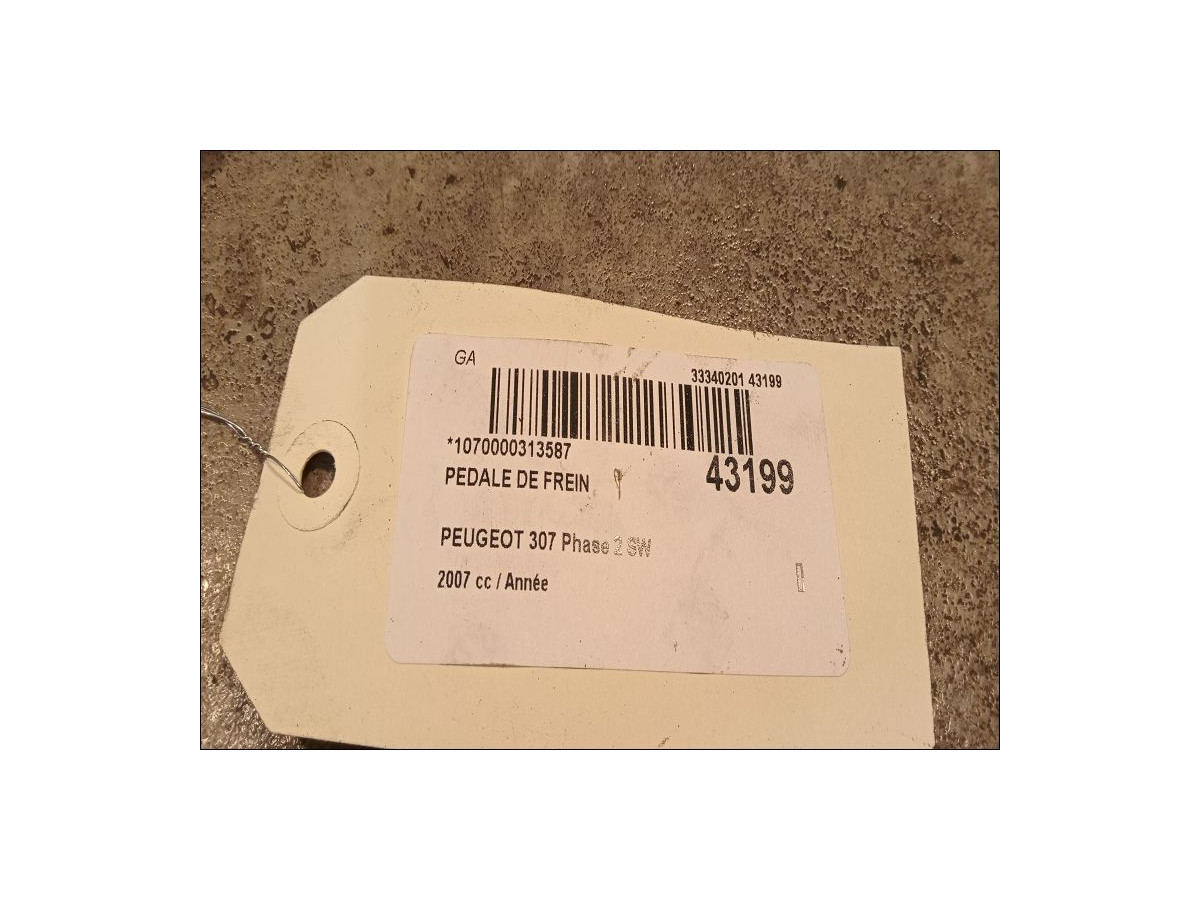 GA
33340201 43199
*1070000313587
43199
PEDALE DE FREIN
PEUGEOT 307 Phase 2 SW
2007 cc / Année